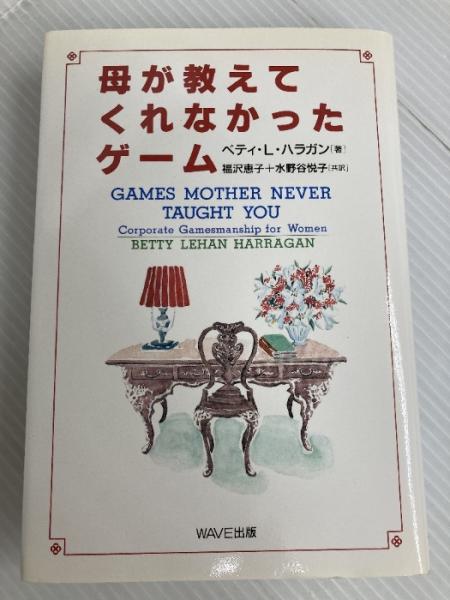 母が教えて
くれなかった
ゲーム
ベティ・L・ハラガン［著］
福沢恵子＋水野谷悦子［共訳］
GAMES MOTHER NEVER
TAUGHT YOU
Corporate Gamesmanship for Women
BETTY LEHAN HARRAGAN
WAVE出版